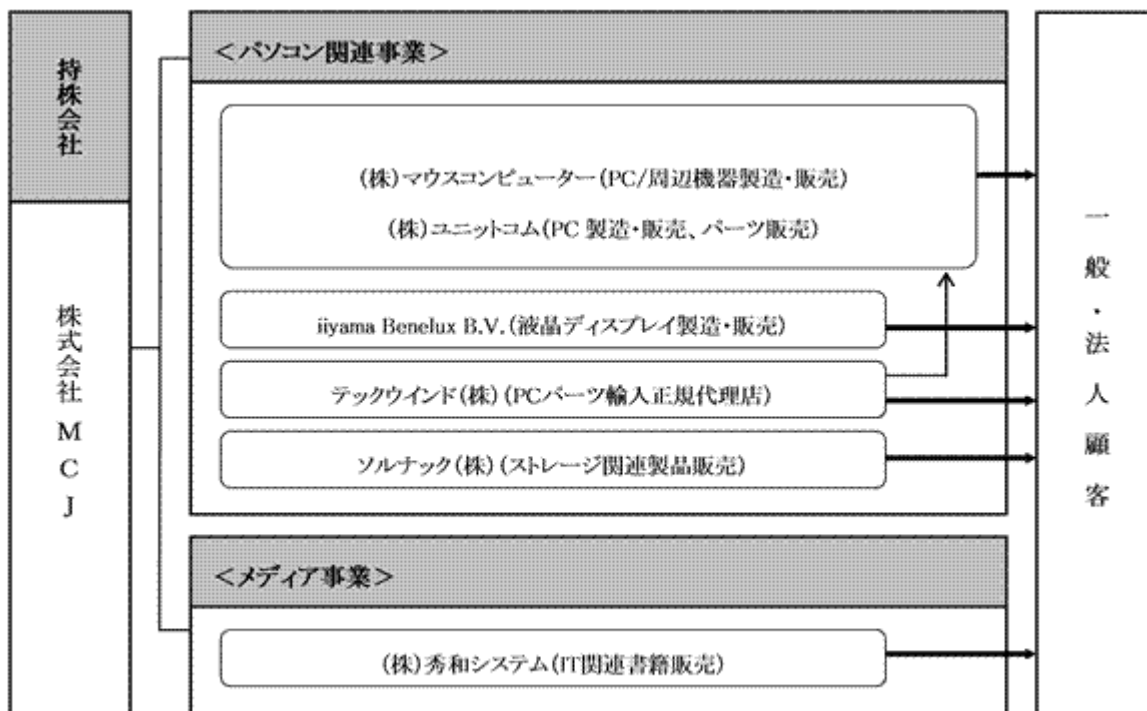 持株会社
株式会社MCJ
<パソコン関連事業>
(株)マウスコンピューター(PC/周辺機器製造・販売)
(株)ユニットコム(PC 製造・販売、パーツ販売)
iiyama Benelux B.V.(液晶ディスプレイ製造・販売)
テックウインド(株)(PCパーツ輸入正規代理店)
ソルナック(株)(ストレージ関連製品販売)
<メディア事業>
(株)秀和システム(IT関連書籍販売)
一般・法人顧客